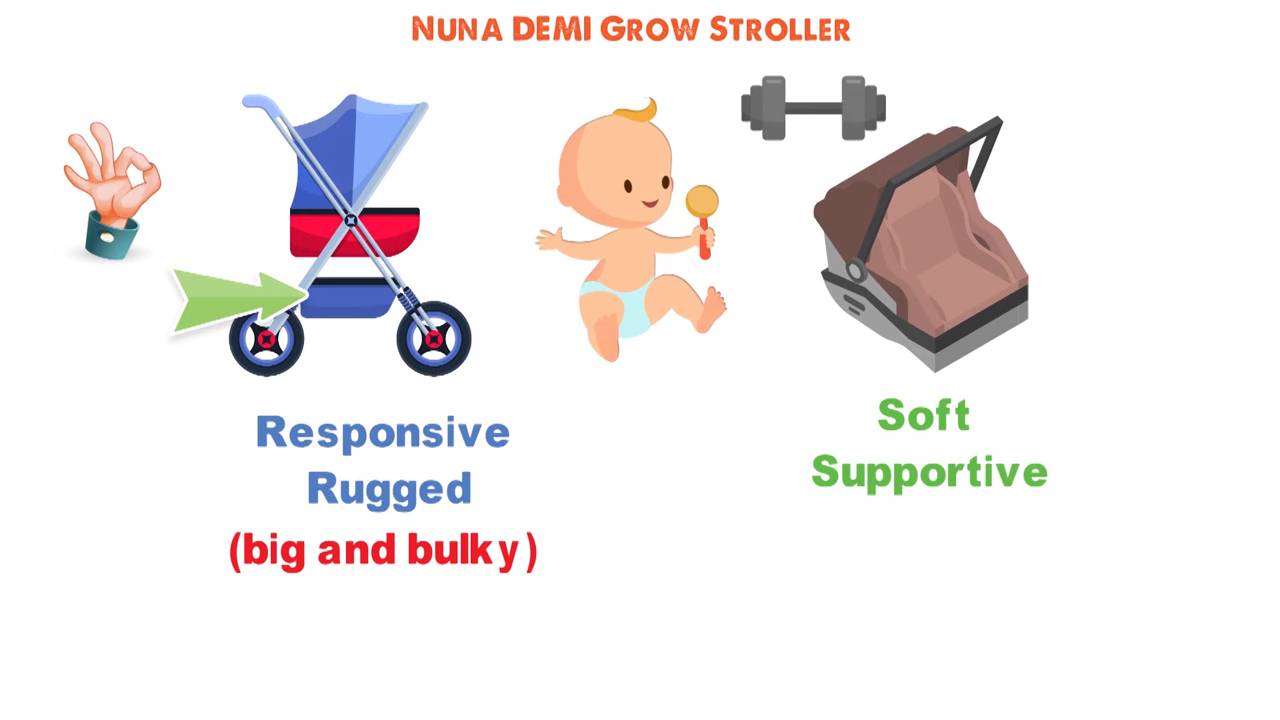 Nuna DEMI Grow Stroller
Responsive
Rugged
(big and bulky)
Soft
Supportive